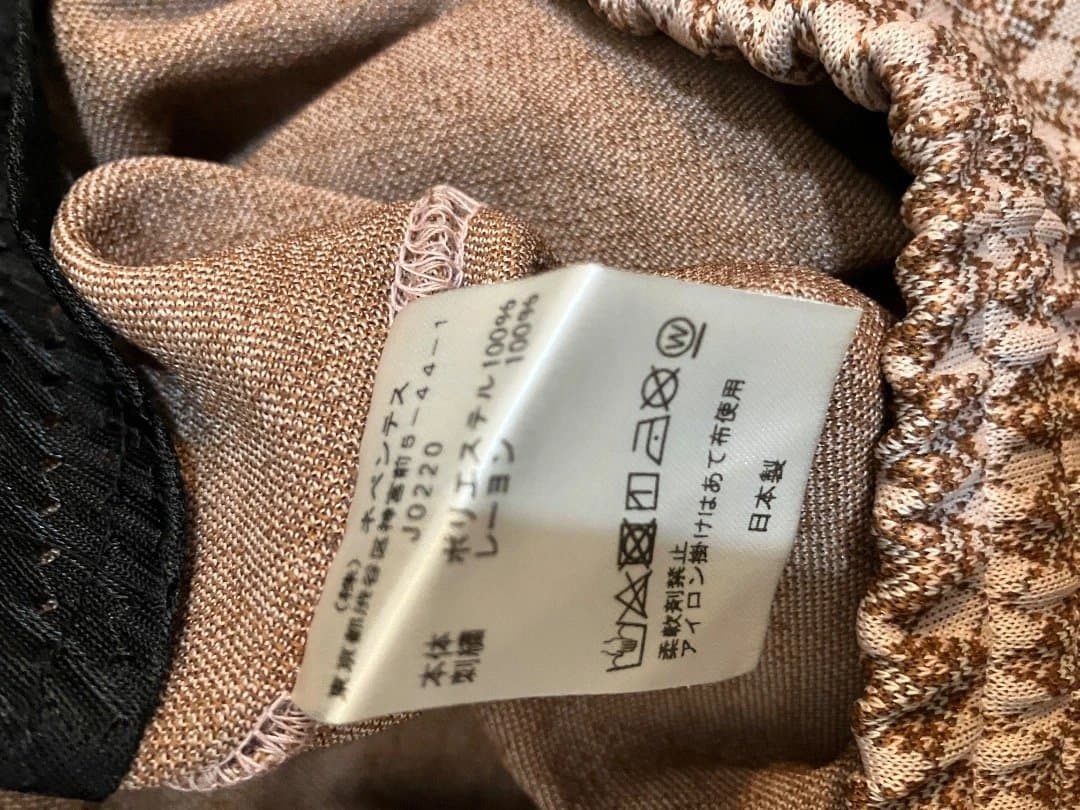 (株) ネペンテス
東京都渋谷区神宮前5-44-1
J0220
本体 ポリエステル100%
刺繍 レーヨン 100%
W
柔軟剤禁止
アイロン掛けはあて布使用
日本製